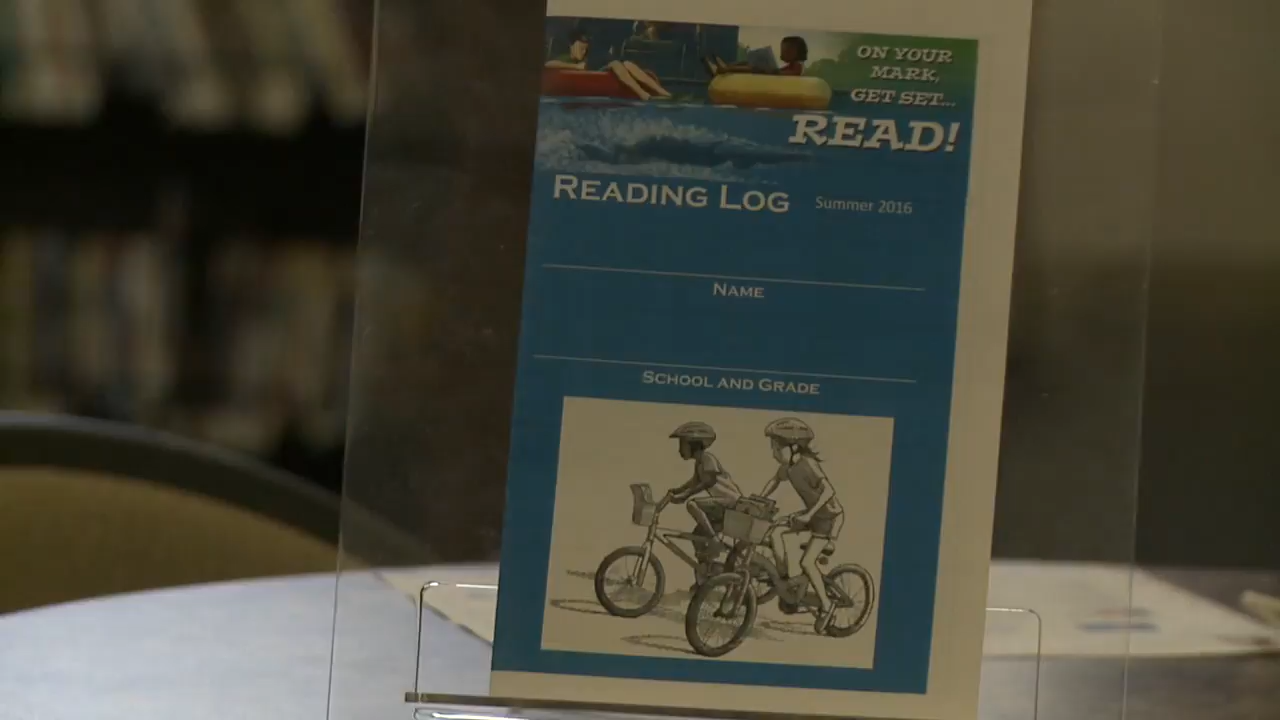 ON YOUR
MARK,
GET SET...
READ!
READING LOG Summer 2016
NAME
SCHOOL AND GRADE